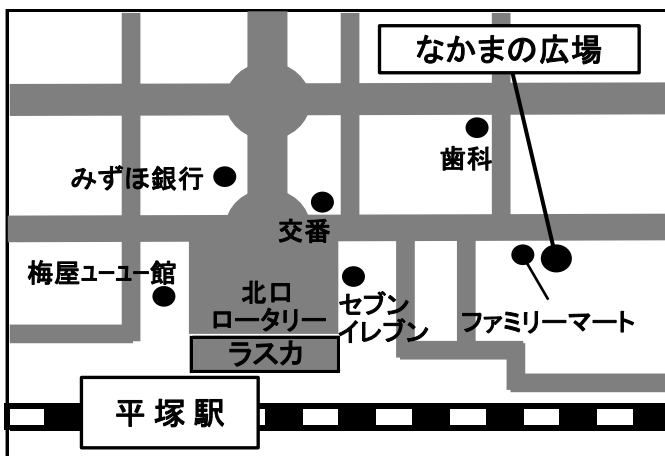 なかまの広場
歯科
みずほ銀行
交番
梅屋ユーユー館
北口
ロータリー
セブン
イレブン
ファミリーマート
ラスカ
平塚駅